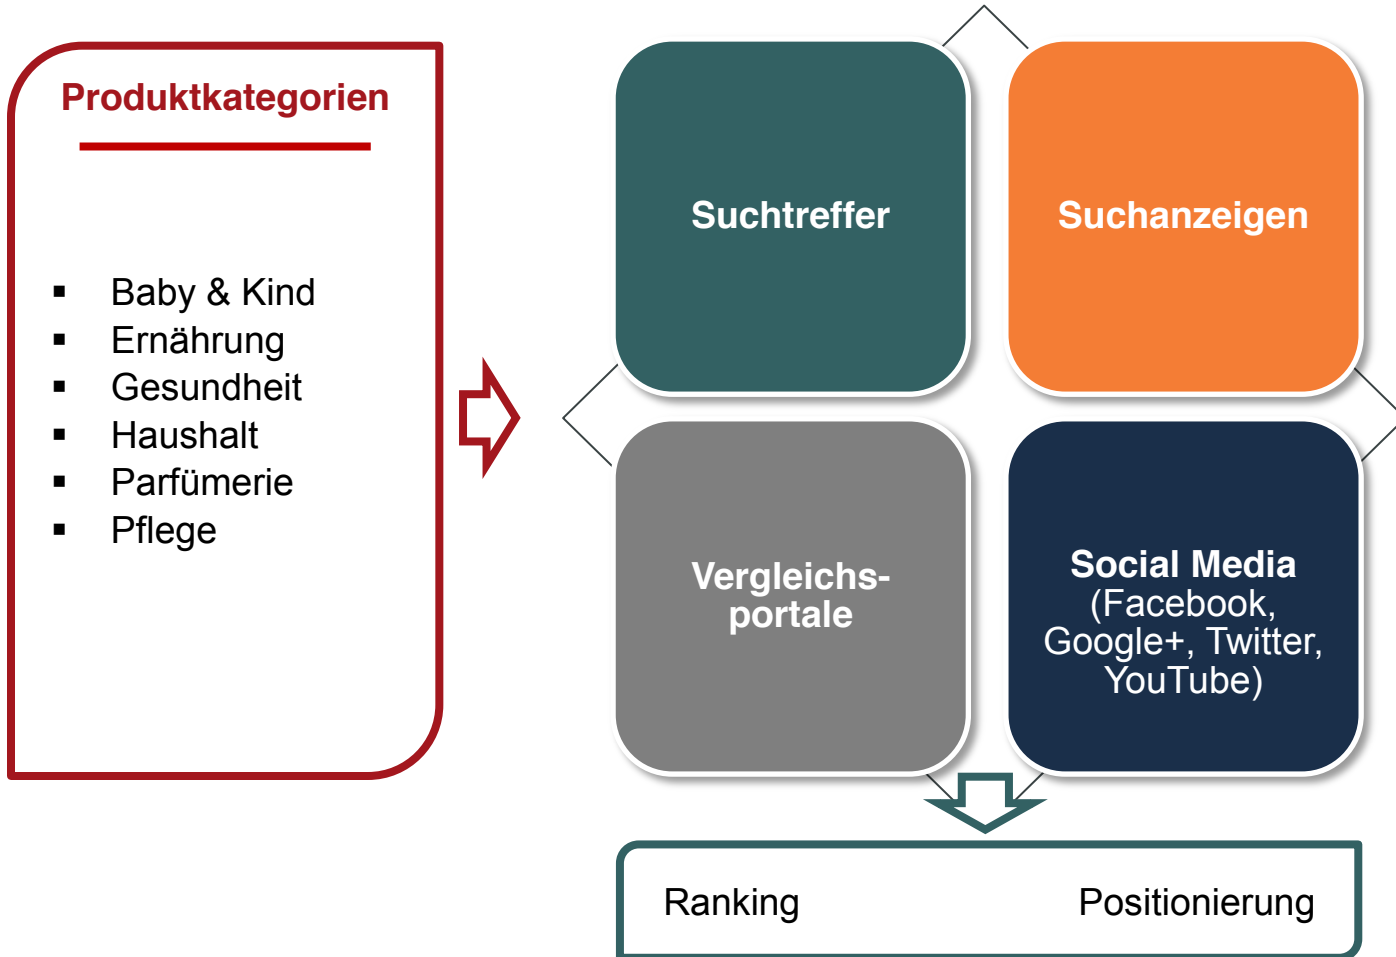 Produktkategorien
▪ Baby & Kind
▪ Ernährung
▪ Gesundheit
▪ Haushalt
▪ Parfümerie
▪ Pflege
Suchtreffer
Suchanzeigen
Vergleichs-
portale
Social Media
(Facebook,
Google+, Twitter,
YouTube)
Ranking
Positionierung